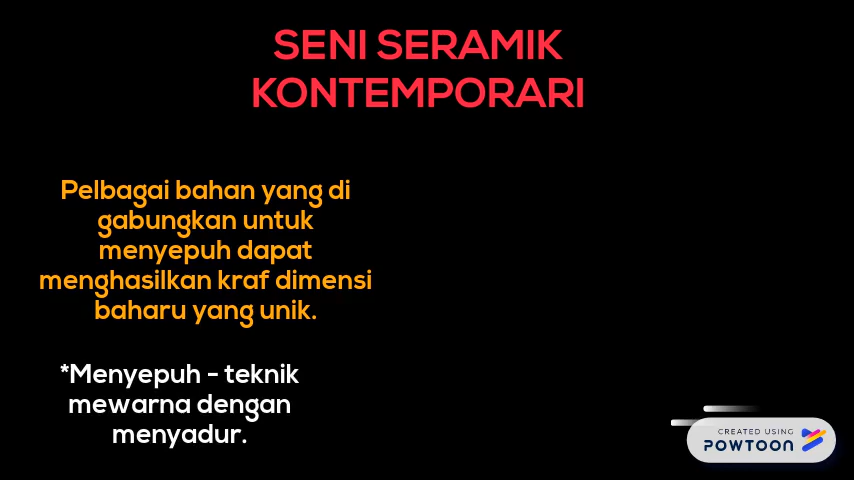 SENI SERAMIK
KONTEMPORARI
Pelbagai bahan yang di
gabungkan untuk
menyepuh dapat
menghasilkan kraf dimensi
baharu yang unik.
*Menyepuh - teknik
mewarna dengan
menyadur.
CREATED USING
POWTOON